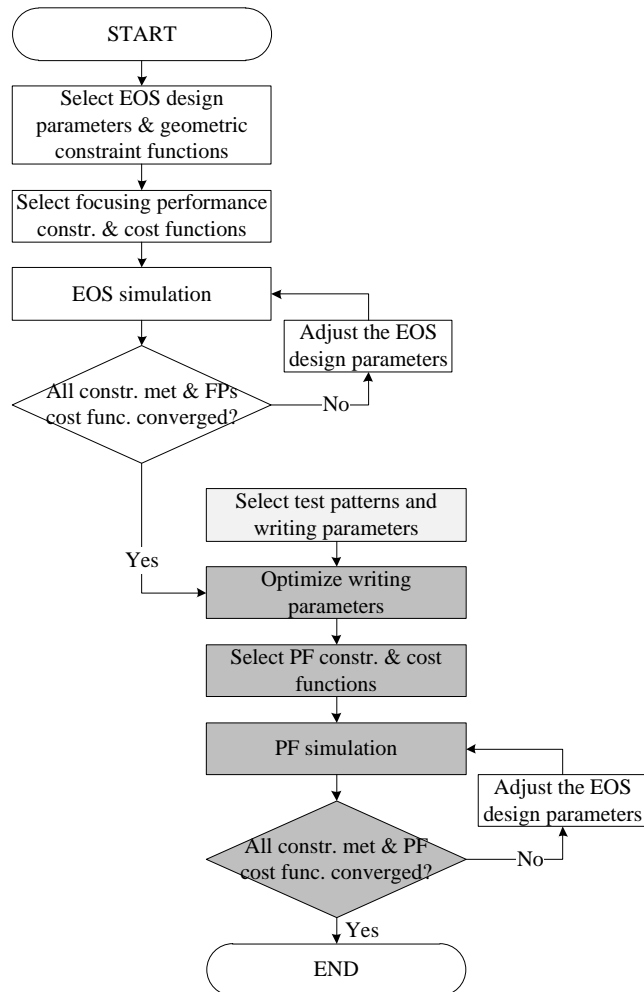 START
Select EOS design
parameters & geometric
constraint functions
Select focusing performance
constr. & cost functions
EOS simulation
Adjust the EOS
design parameters
All constr. met & FPs
cost func. converged?
No
Yes
Select test patterns and
writing parameters
Optimize writing
parameters
Select PF constr. & cost
functions
PF simulation
Adjust the EOS
design parameters
All constr. met & PF
cost func. converged?
No
Yes
END